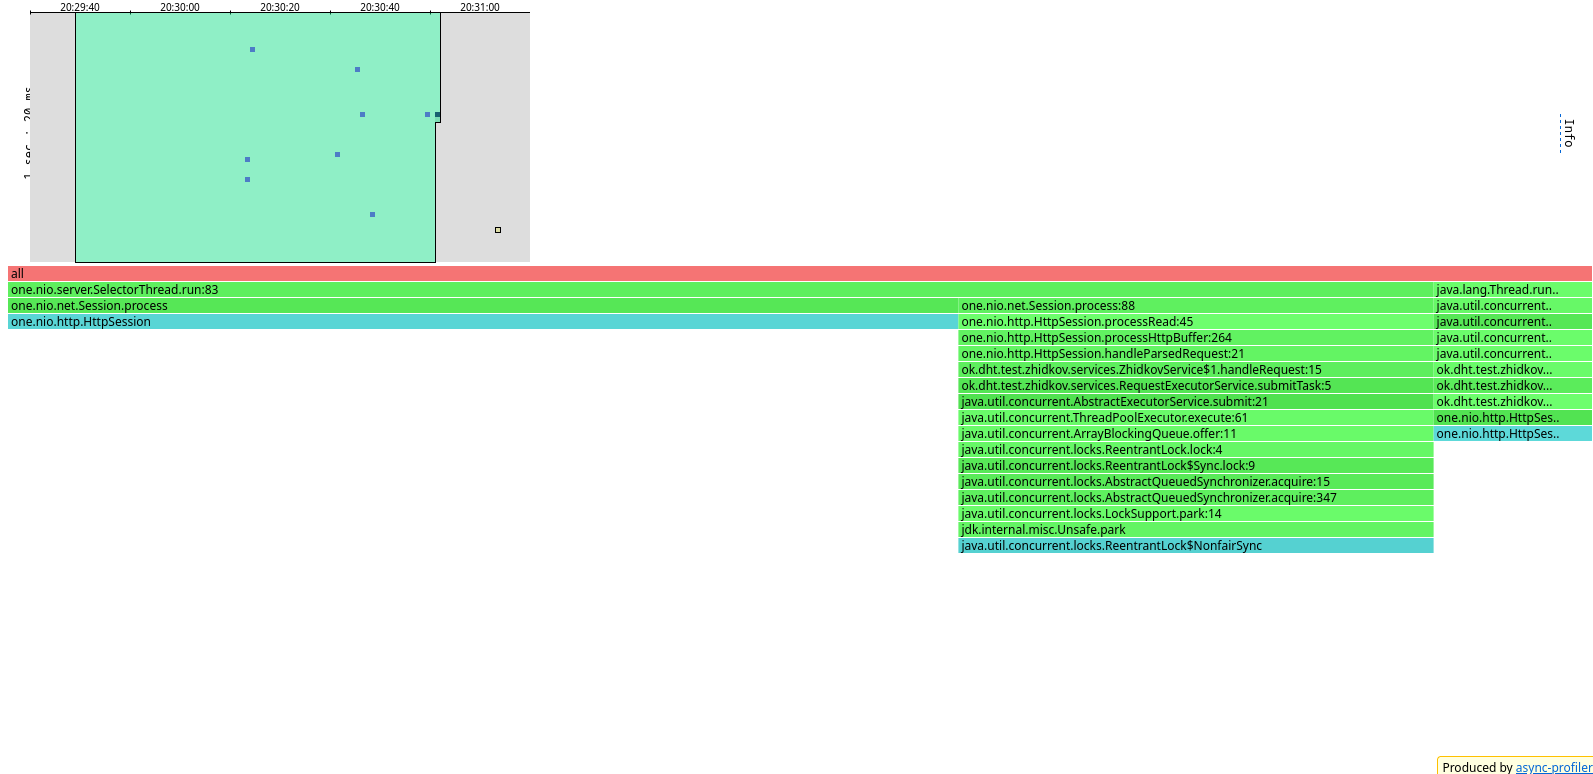 20:29:40 20:30:00 20:30:20 20:30:40 20:31:00
1 sec : 20 ms
Info
all
one.nio.server.SelectorThread.run:83 java.lang.Thread.run..
one.nio.net.Session.process one.nio.net.Session.process:88 java.util.concurrent..
one.nio.http.HttpSession one.nio.http.HttpSession.processRead:45 java.util.concurrent..
one.nio.http.HttpSession.processHttpBuffer:264 java.util.concurrent..
one.nio.http.HttpSession.handleParsedRequest:21 java.util.concurrent..
ok.dht.test.zhidkov.services.ZhidkovService$1.handleRequest:15 ok.dht.test.zhidkov...
ok.dht.test.zhidkov.services.RequestExecutorService.submitTask:5 ok.dht.test.zhidkov...
java.util.concurrent.AbstractExecutorService.submit:21 ok.dht.test.zhidkov...
java.util.concurrent.ThreadPoolExecutor.execute:61 one.nio.http.HttpSes..
java.util.concurrent.ArrayBlockingQueue.offer:11 one.nio.http.HttpSes..
java.util.concurrent.locks.ReentrantLock.lock:4
java.util.concurrent.locks.ReentrantLock$Sync.lock:9
java.util.concurrent.locks.AbstractQueuedSynchronizer.acquire:15
java.util.concurrent.locks.AbstractQueuedSynchronizer.acquire:347
java.util.concurrent.locks.LockSupport.park:14
jdk.internal.misc.Unsafe.park
java.util.concurrent.locks.ReentrantLock$NonfairSync
Produced by async-profiler